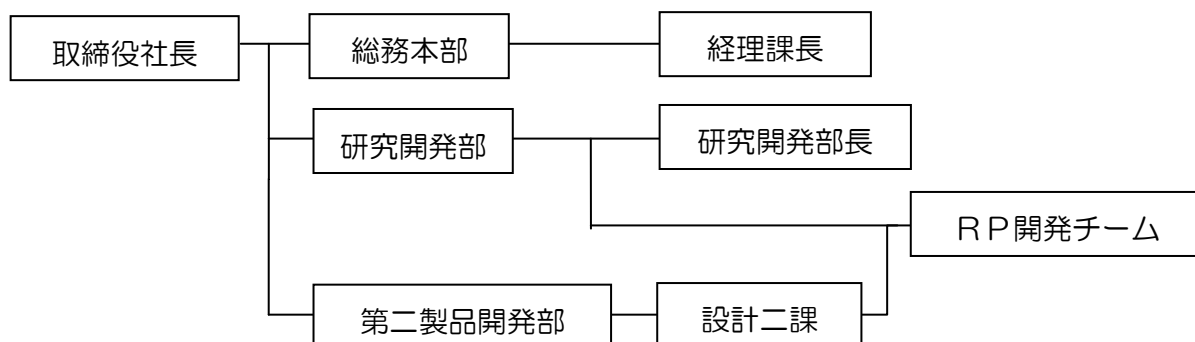 取締役社長
総務本部
経理課長
研究開発部
研究開発部長
ＲＰ開発チーム
第二製品開発部
設計二課